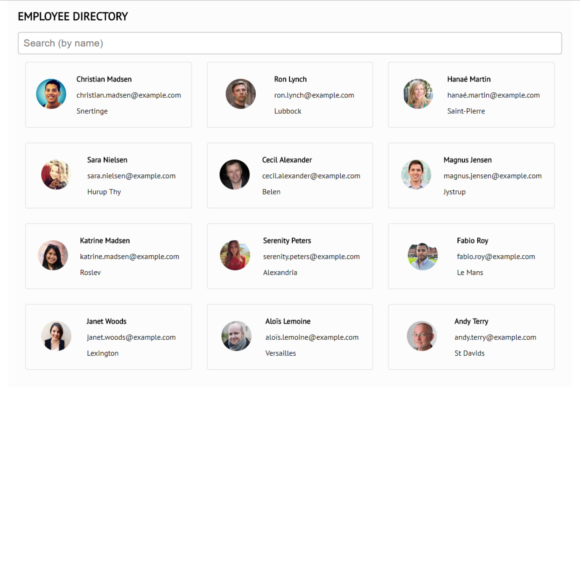 EMPLOYEE DIRECTORY
Search (by name)
Christian Madsen
christian.madsen@example.com
Snertinge
Ron Lynch
ron.lynch@example.com
Lubbock
Hanaé Martin
hanaé.martin@example.com
Saint-Pierre
Sara Nielsen
sara.nielsen@example.com
Hurup Thy
Cecil Alexander
cecil.alexander@example.com
Belen
Magnus Jensen
magnus.jensen@example.com
Jystrup
Katrine Madsen
katrine.madsen@example.com
Roslev
Serenity Peters
serenity.peters@example.com
Alexandria
Fabio Roy
fabio.roy@example.com
Le Mans
Janet Woods
janet.woods@example.com
Lexington
Aloïs Lemoine
aloïs.lemoine@example.com
Versailles
Andy Terry
andy.terry@example.com
St Davids